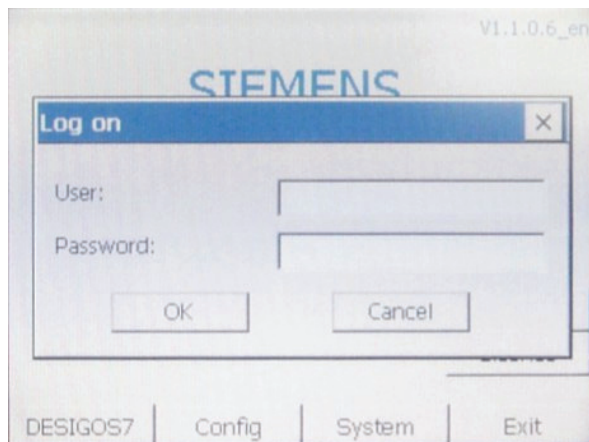 V1.1.0.6_en
SIEMENS
Log on
User:
Password:
OK Cancel
DESIGOS7 Config System Exit